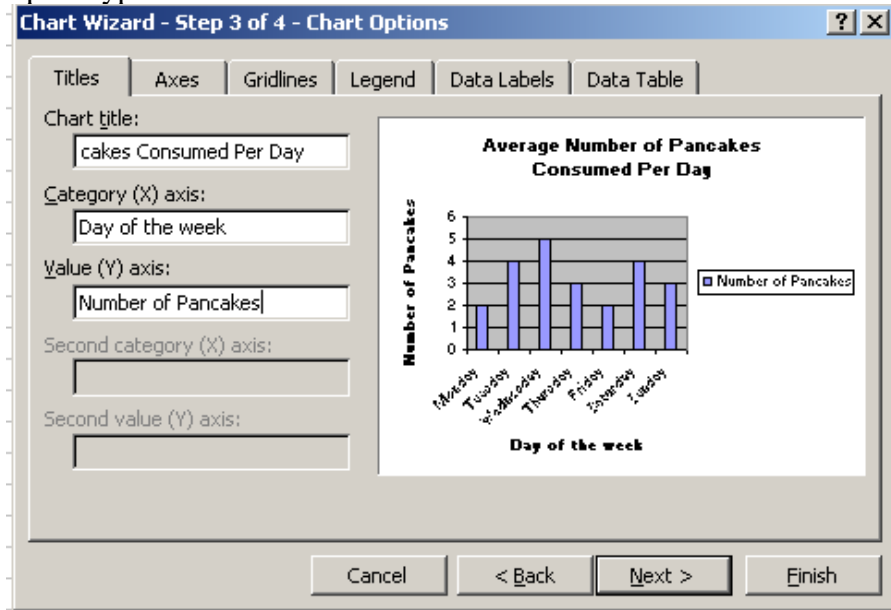 Chart Wizard - Step 3 of 4 - Chart Options
Titles Axes Gridlines Legend Data Labels Data Table
Chart title:
cakes Consumed Per Day
Category (X) axis:
Day of the week
Value (Y) axis:
Number of Pancakes
Second category (X) axis:
Second value (Y) axis:
Average Number of Pancakes
Consumed Per Day
Number of Pancakes
6
5
4
3
2
1
0
Monday Tuesday Wednesday Thursday Friday Saturday Sunday
Day of the week
Number of Pancakes
Cancel < Back Next > Finish